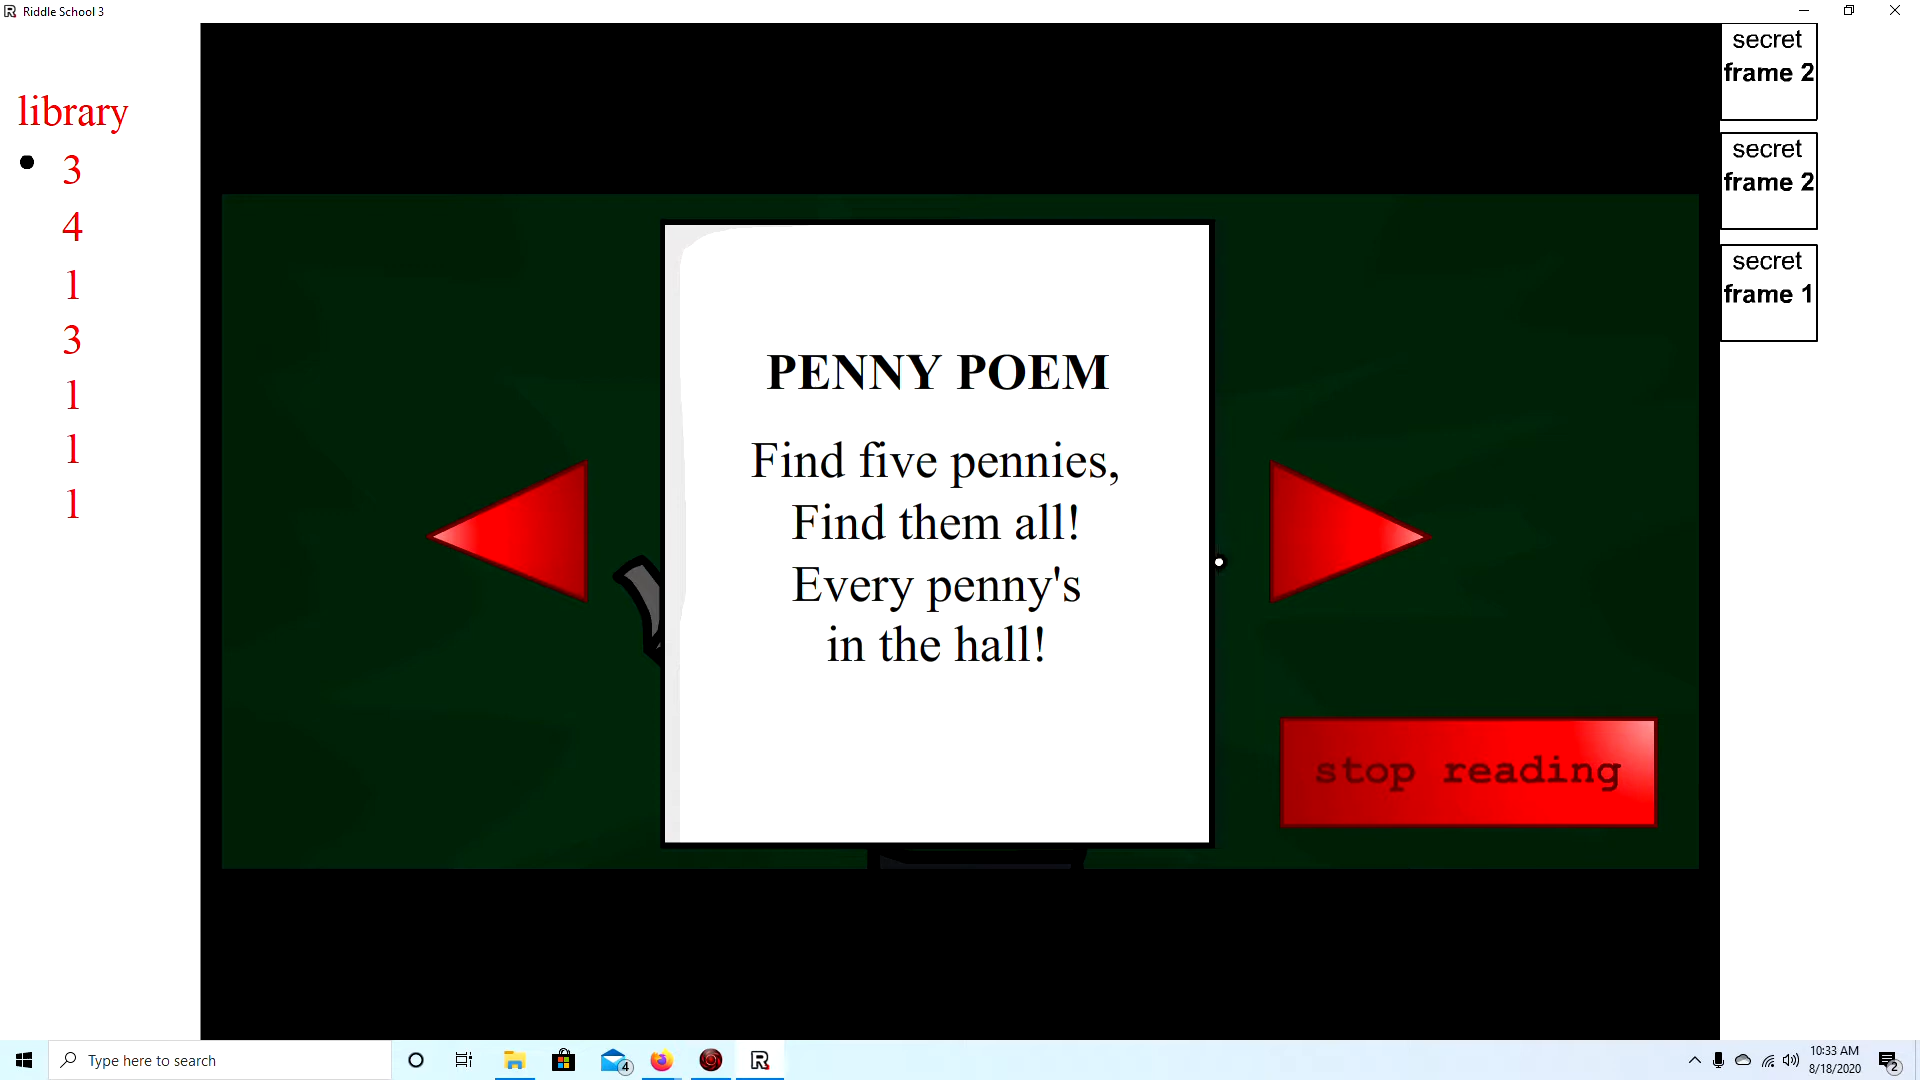 Riddle School 3
library
3
4
1
3
1
1
1
PENNY POEM
Find five pennies,
Find them all!
Every penny's
in the hall!
stop reading
secret
frame 2
secret
frame 2
secret
frame 1
Type here to search
4
10:33 AM
8/18/2020
2